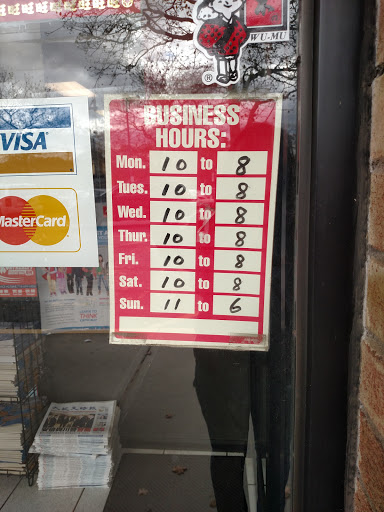 WU-MU
®
VISA
MasterCard
BUSINESS
HOURS:
Mon. 10 to 8
Tues. 10 to 8
Wed. 10 to 8
Thur. 10 to 8
Fri. 10 to 8
Sat. 10 to 8
Sun. 11 to 6